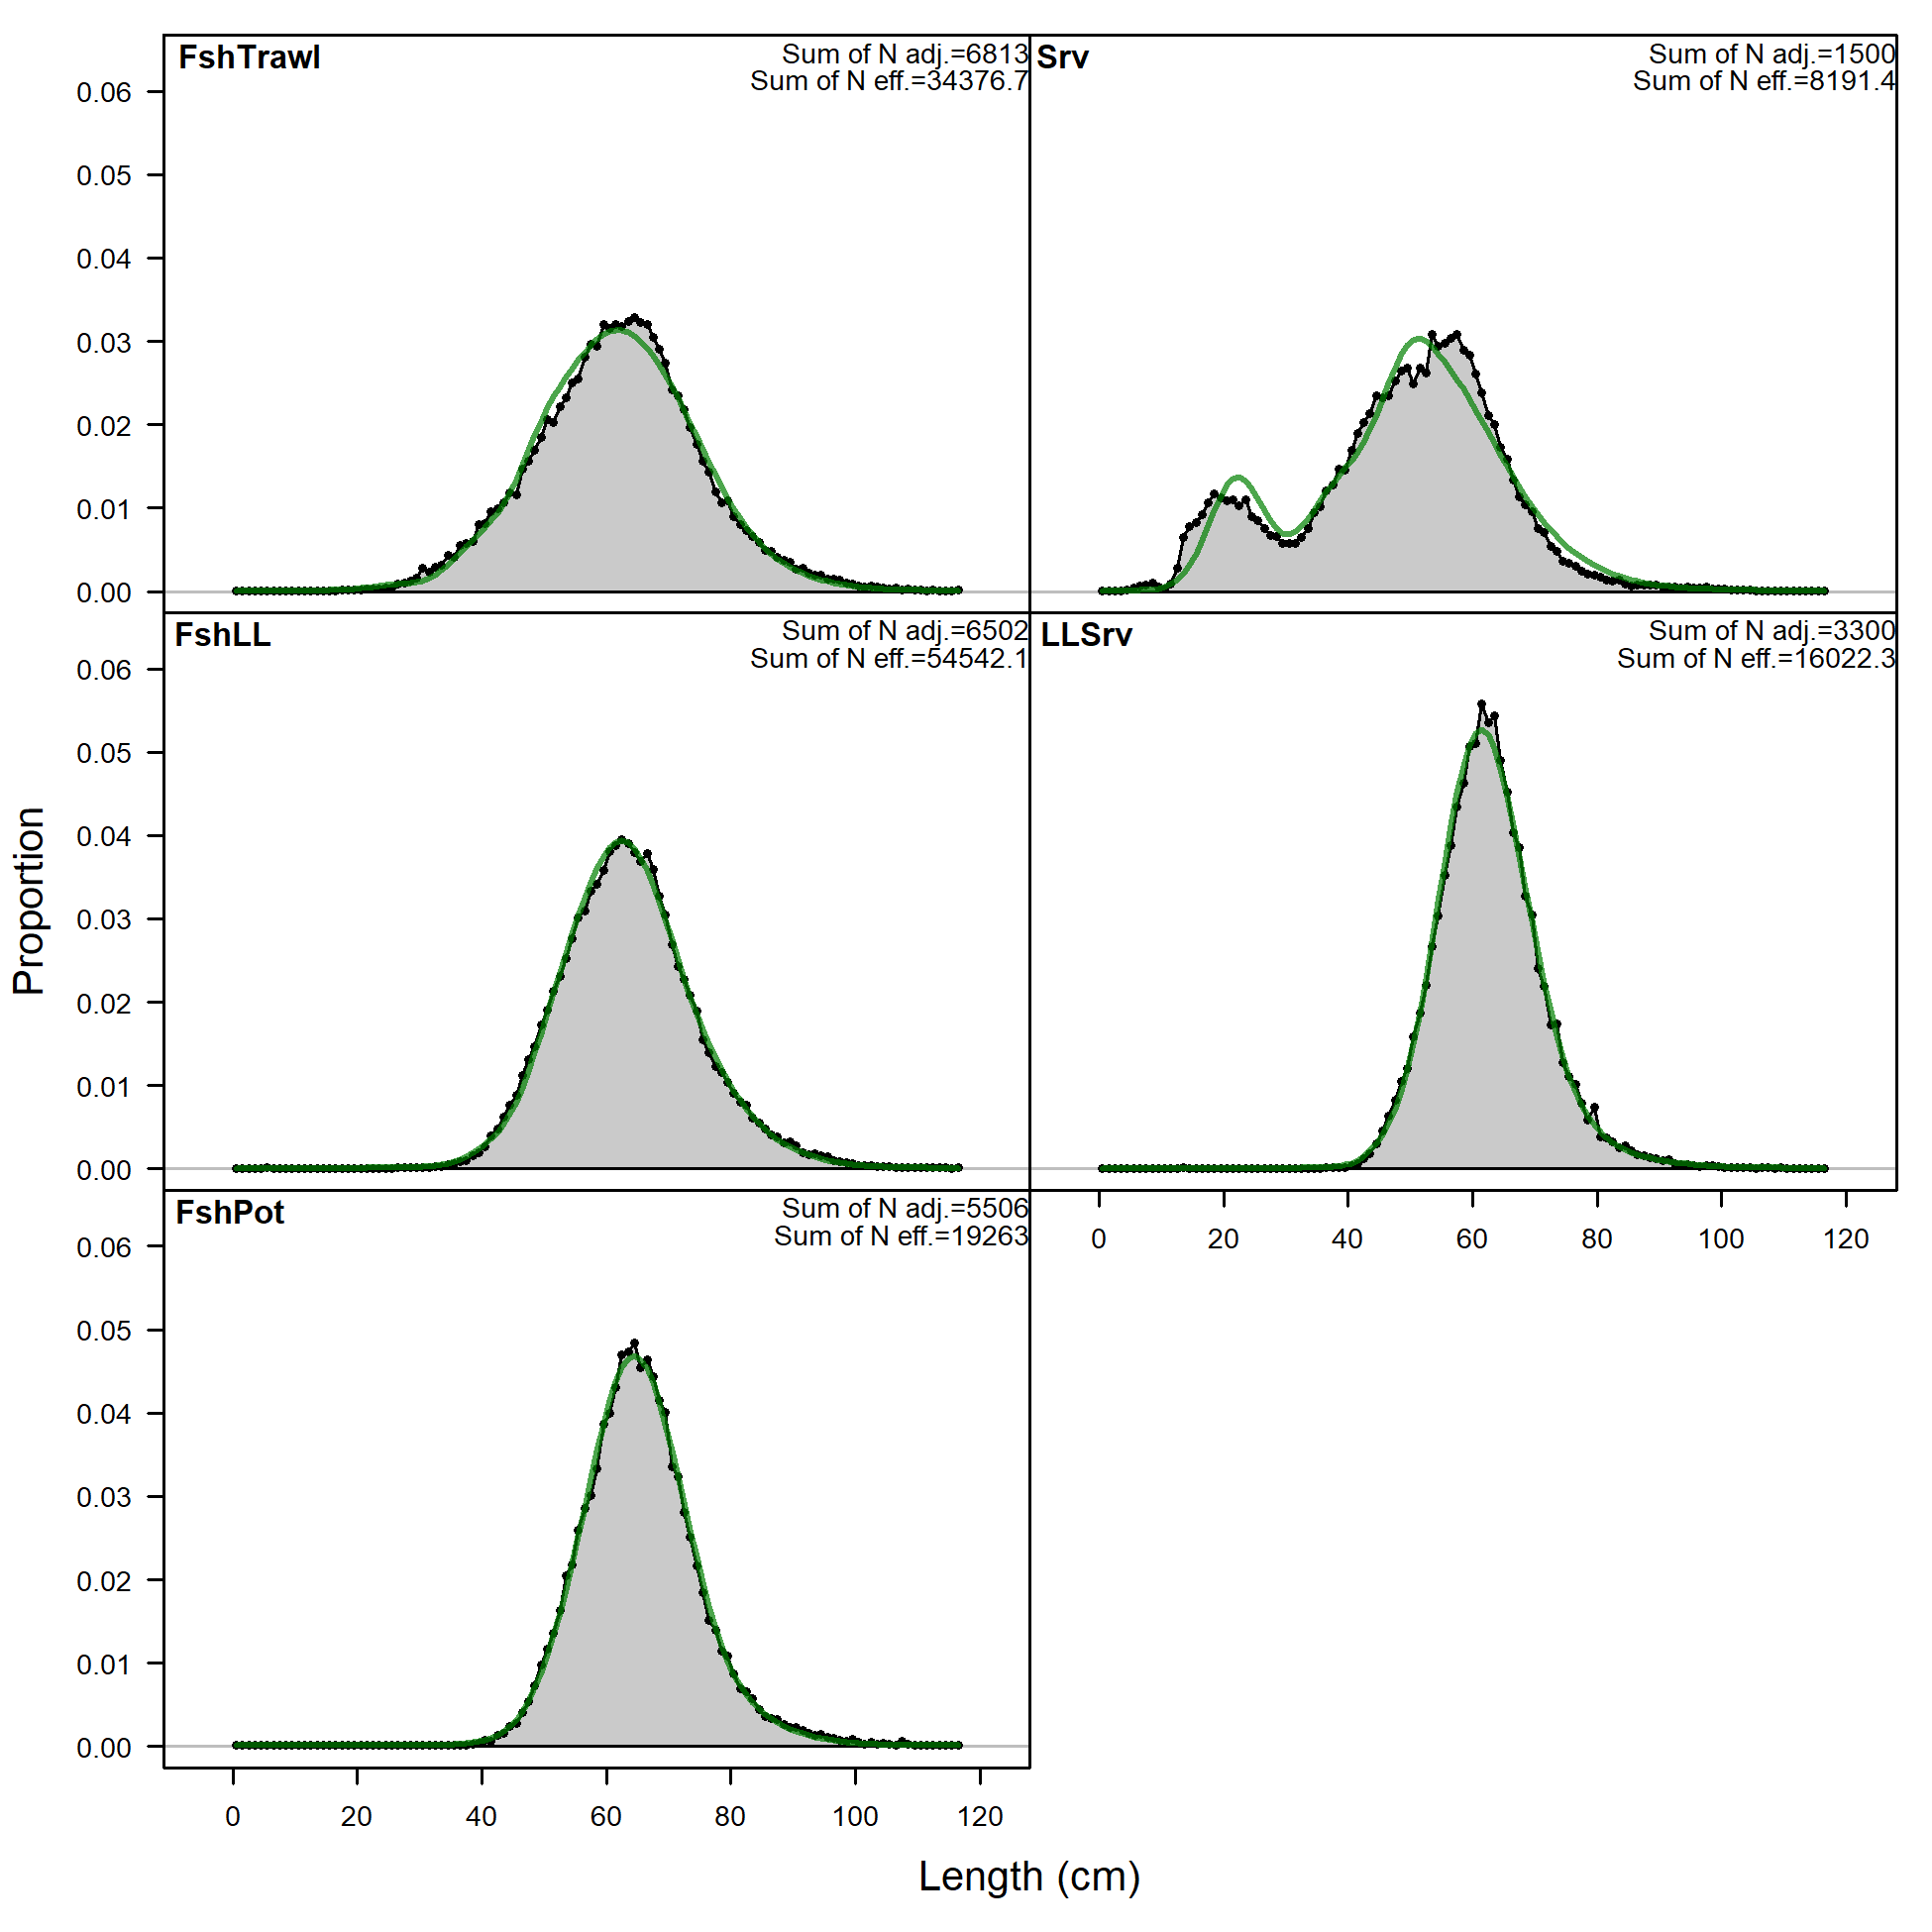 FshTrawl
Sum of N adj.=6813
Sum of N eff.=34376.7
0.06
0.05
0.04
0.03
0.02
0.01
0.00
Srv
Sum of N adj.=1500
Sum of N eff.=8191.4
FshLL
Sum of N adj.=6502
Sum of N eff.=54542.1
0.06
0.05
0.04
0.03
0.02
0.01
0.00
LLSrv
Sum of N adj.=3300
Sum of N eff.=16022.3
0 20 40 60 80 100 120
FshPot
Sum of N adj.=5506
Sum of N eff.=19263
0.06
0.05
0.04
0.03
0.02
0.01
0.00
0 20 40 60 80 100 120
Proportion
Length (cm)